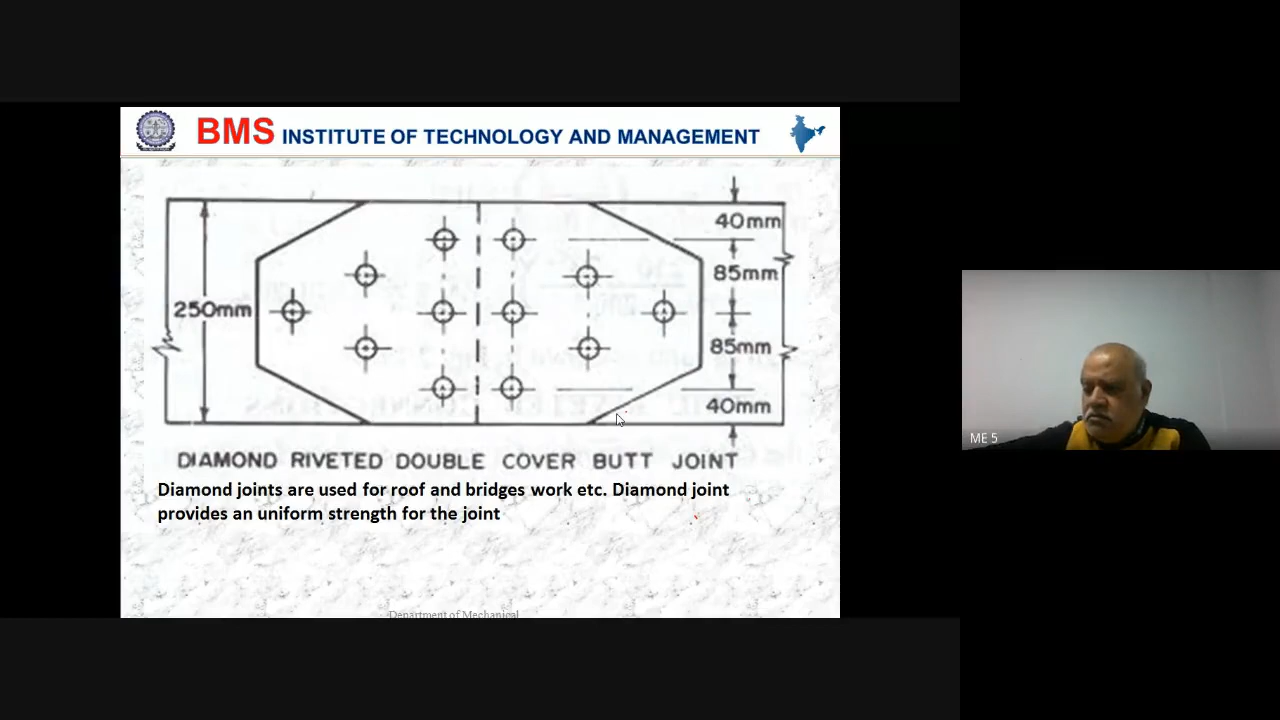 BMS INSTITUTE OF TECHNOLOGY AND MANAGEMENT
40mm
85mm
250mm
85mm
40mm
DIAMOND RIVETED DOUBLE COVER BUTT JOINT
Diamond joints are used for roof and bridges work etc. Diamond joint
provides an uniform strength for the joint
Department of Mechanical
ME 5